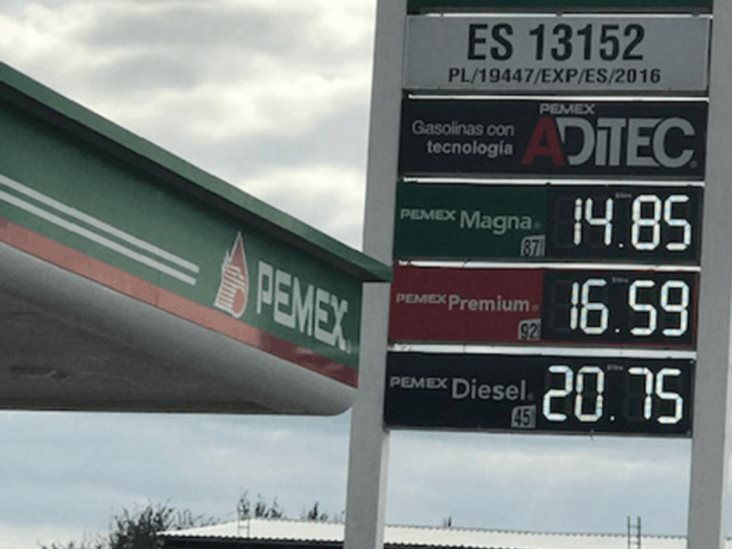 ES 13152
PL/19447/EXP/ES/2016
PEMEX
Gasolinas con
tecnología
ADiTEC
PEMEX Magna
87
14.85
PEMEX Premium
92
16.59
PEMEX Diesel
45
20.75
PEMEX